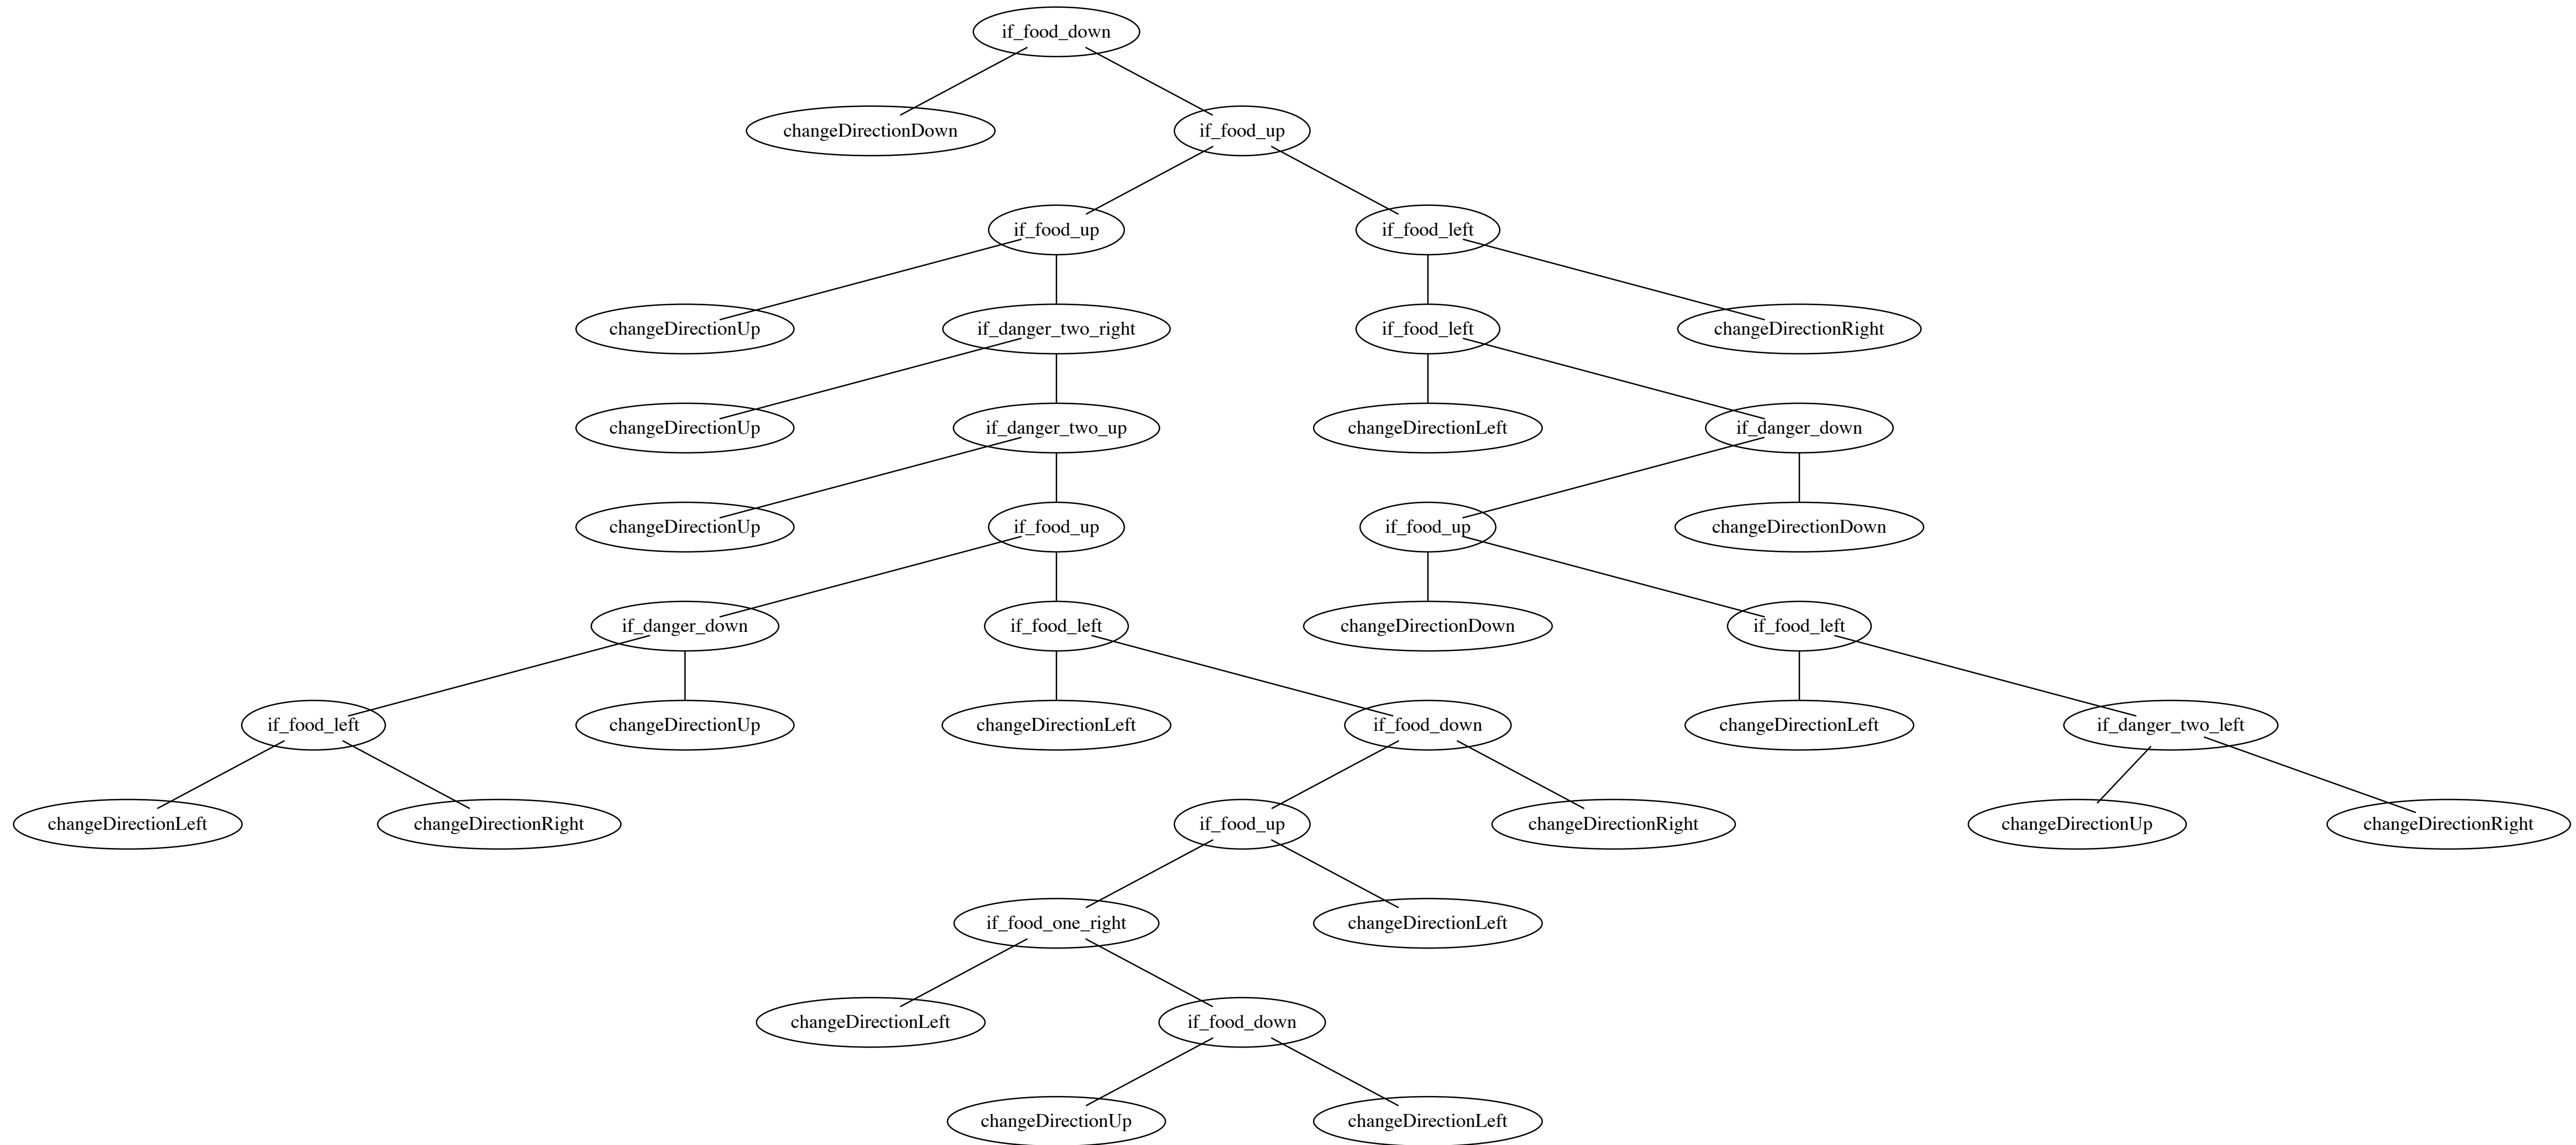 if_food_down
changeDirectionDown
if_food_up
if_food_up
if_food_left
changeDirectionUp
if_danger_two_right
if_food_left
changeDirectionRight
changeDirectionUp
if_danger_two_up
changeDirectionLeft
if_danger_down
changeDirectionUp
if_food_up
if_food_up
changeDirectionDown
if_danger_down
if_food_left
changeDirectionDown
if_food_left
if_food_left
changeDirectionUp
changeDirectionLeft
if_food_down
changeDirectionLeft
if_danger_two_left
changeDirectionLeft
changeDirectionRight
if_food_up
changeDirectionRight
changeDirectionUp
changeDirectionRight
if_food_one_right
changeDirectionLeft
changeDirectionLeft
if_food_down
changeDirectionUp
changeDirectionLeft